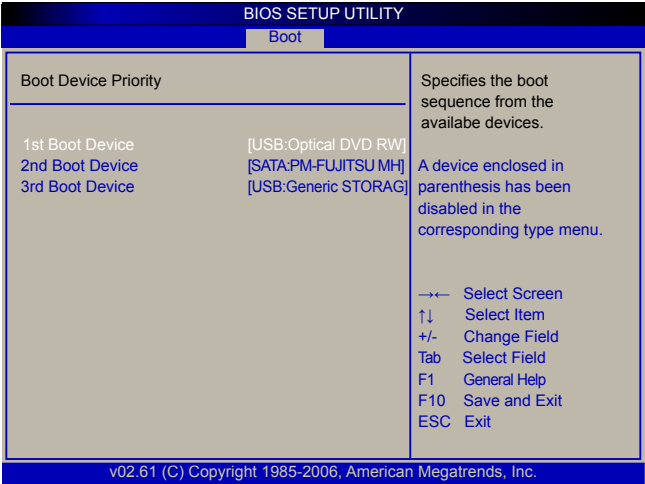 BIOS SETUP UTILITY
Boot
Boot Device Priority
1st Boot Device [USB:Optical DVD RW]
2nd Boot Device [SATA:PM-FUJITSU MH]
3rd Boot Device [USB:Generic STORAG]
Specifies the boot
sequence from the
availabe devices.
A device enclosed in
parenthesis has been
disabled in the
corresponding type menu.
→← Select Screen
↑↓ Select Item
+/- Change Field
Tab Select Field
F1 General Help
F10 Save and Exit
ESC Exit
v02.61 (C) Copyright 1985-2006, American Megatrends, Inc.